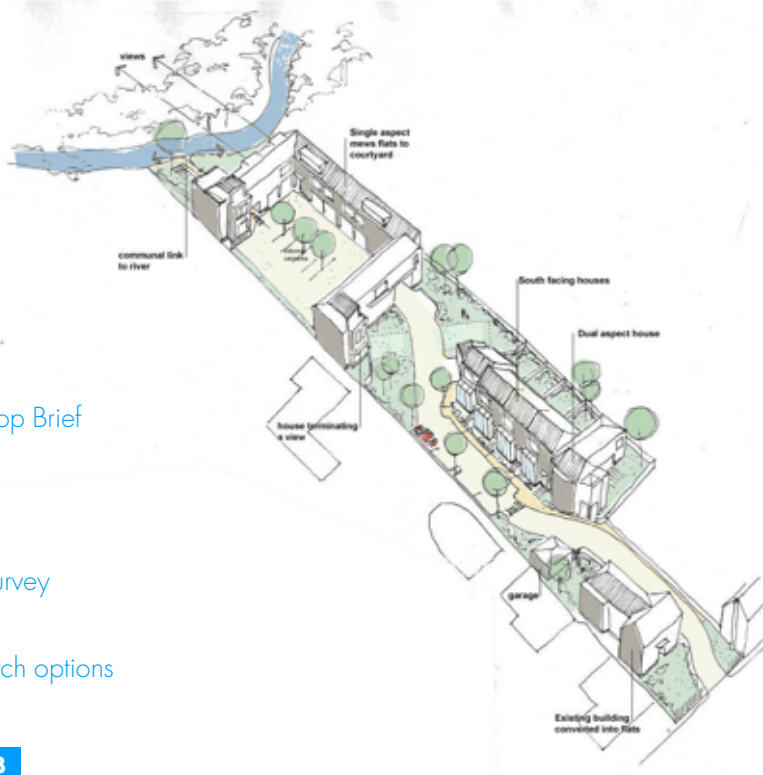 views
Single aspect
mews flats to
courtyard
communal link
to river
South facing houses
Dual aspect house
house terminating
a view
op Brief
urvey
garage
ch options
Existing building
converted into flats